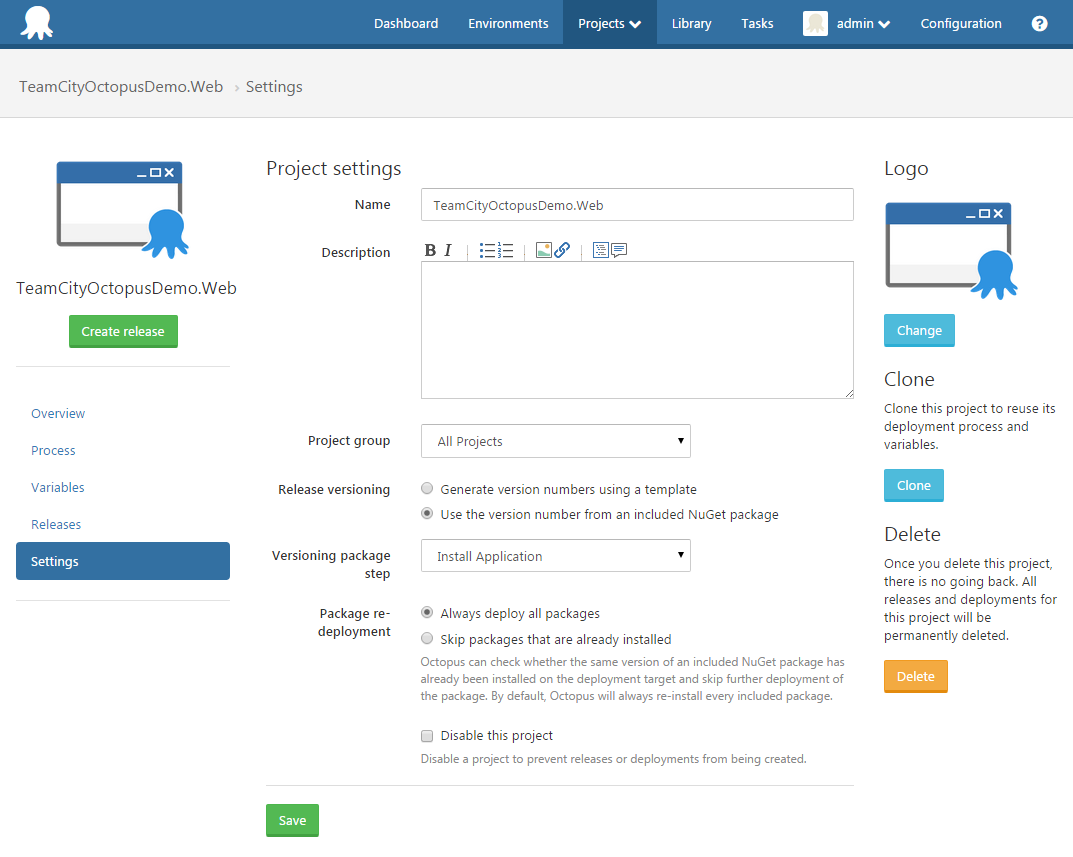 Dashboard Environments Projects Library Tasks admin Configuration ?
TeamCityOctopusDemo.Web › Settings
TeamCityOctopusDemo.Web
Create release
Overview
Process
Variables
Releases
Settings
Project settings
Name
TeamCityOctopusDemo.Web
Description
B I
Project group
All Projects
Release versioning
Generate version numbers using a template
Use the version number from an included NuGet package
Versioning package
step
Install Application
Package re-
deployment
Always deploy all packages
Skip packages that are already installed
Octopus can check whether the same version of an included NuGet package has
already been installed on the deployment target and skip further deployment of
the package. By default, Octopus will always re-install every included package.
Disable this project
Disable a project to prevent releases or deployments from being created.
Save
Logo
Change
Clone
Clone this project to reuse its
deployment process and
variables.
Clone
Delete
Once you delete this project,
there is no going back. All
releases and deployments for
this project will be
permanently deleted.
Delete